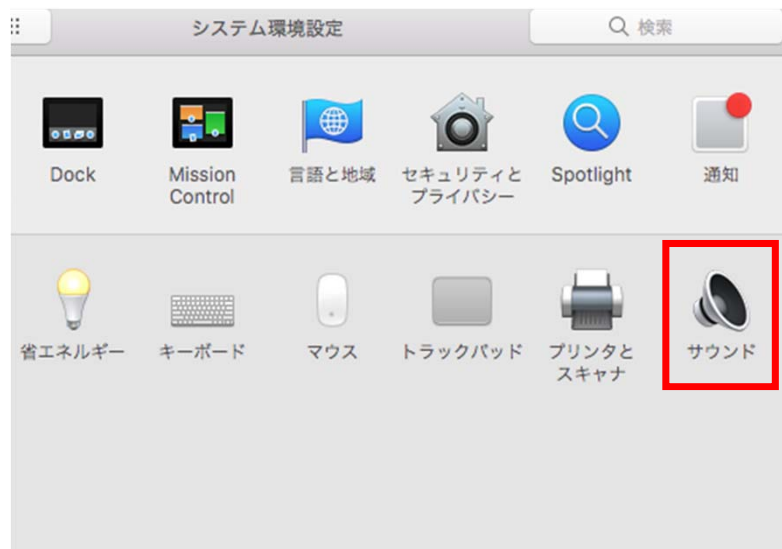 システム環境設定
検索
Dock
Mission
Control
言語と地域
セキュリティと
プライバシー
Spotlight
通知
省エネルギー
キーボード
マウス
トラックパッド
プリンタと
スキャナ
サウンド